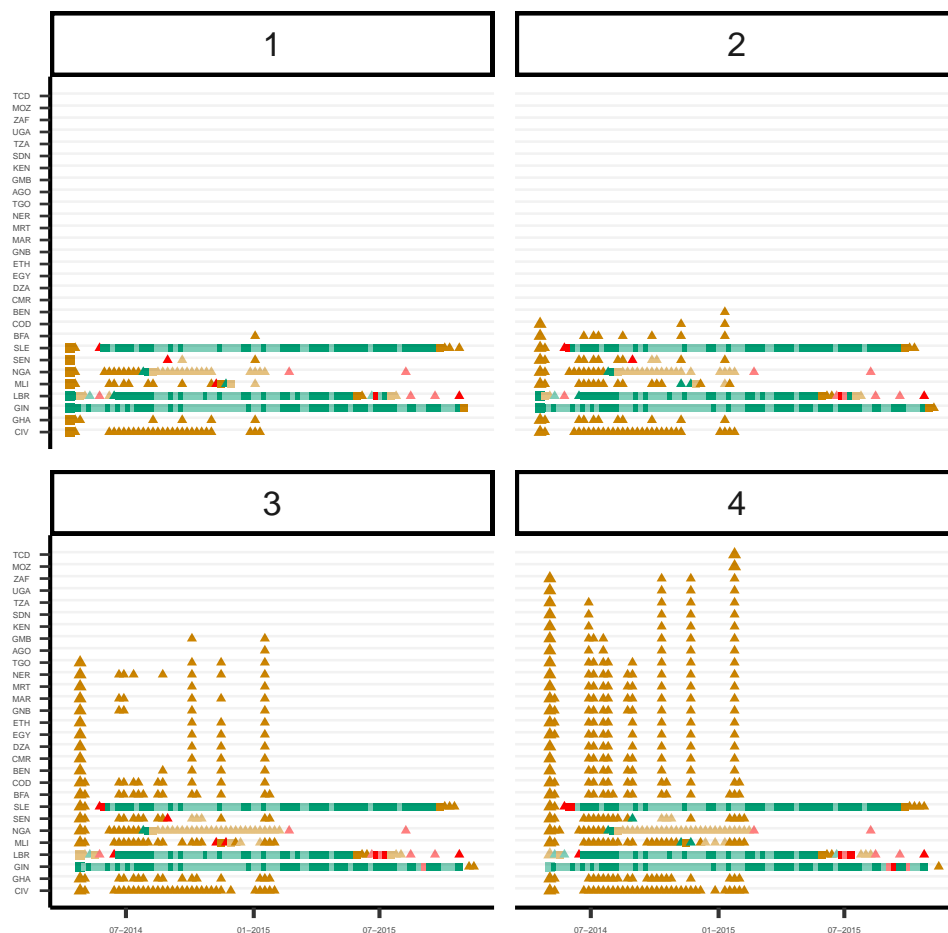 1
2
TCD
MOZ
ZAF
UGA
TZA
SDN
KEN
GMB
AGO
TGO
NER
MRT
MAR
GNB
ETH
EGY
DZA
CMR
BEN
COD
BFA
SLE
SEN
NGA
MLI
LBR
GIN
GHA
CIV
3
4
TCD
MOZ
ZAF
UGA
TZA
SDN
KEN
GMB
AGO
TGO
NER
MRT
MAR
GNB
ETH
EGY
DZA
CMR
BEN
COD
BFA
SLE
SEN
NGA
MLI
LBR
GIN
GHA
CIV
07−2014
01−2015
07−2015
07−2014
01−2015
07−2015